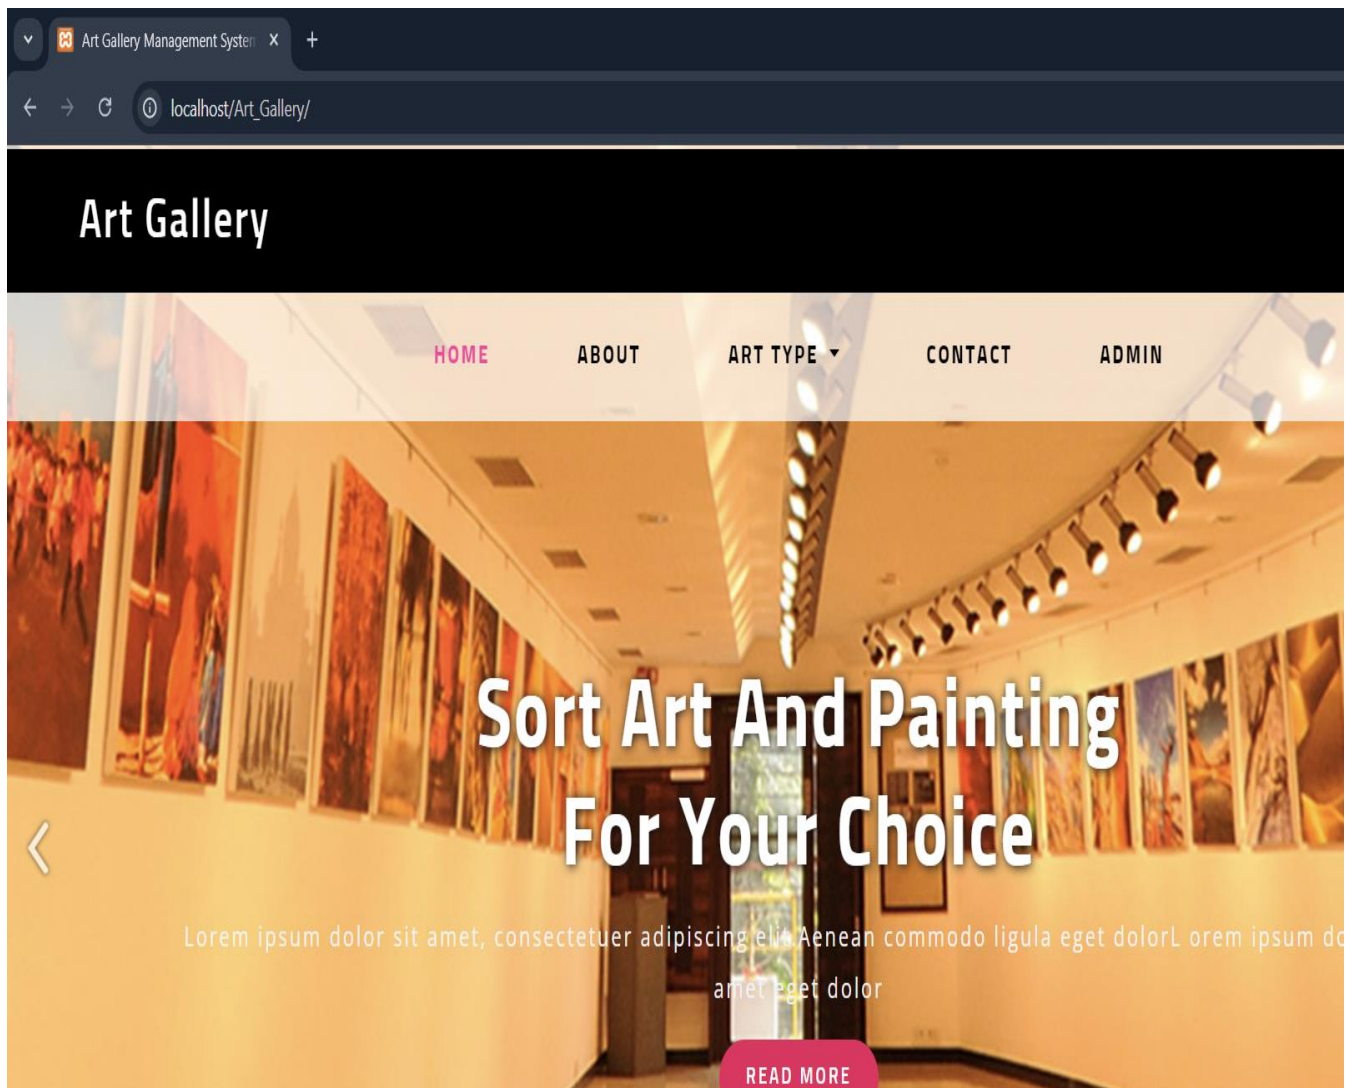 Art Gallery Management System
localhost/Art_Gallery/
Art Gallery
HOME ABOUT ART TYPE CONTACT ADMIN
Sort Art And Painting
For Your Choice
Lorem ipsum dolor sit amet, consectetuer adipiscing elit Aenean commodo ligula eget dolorL orem ipsum do
amet eget dolor
READ MORE